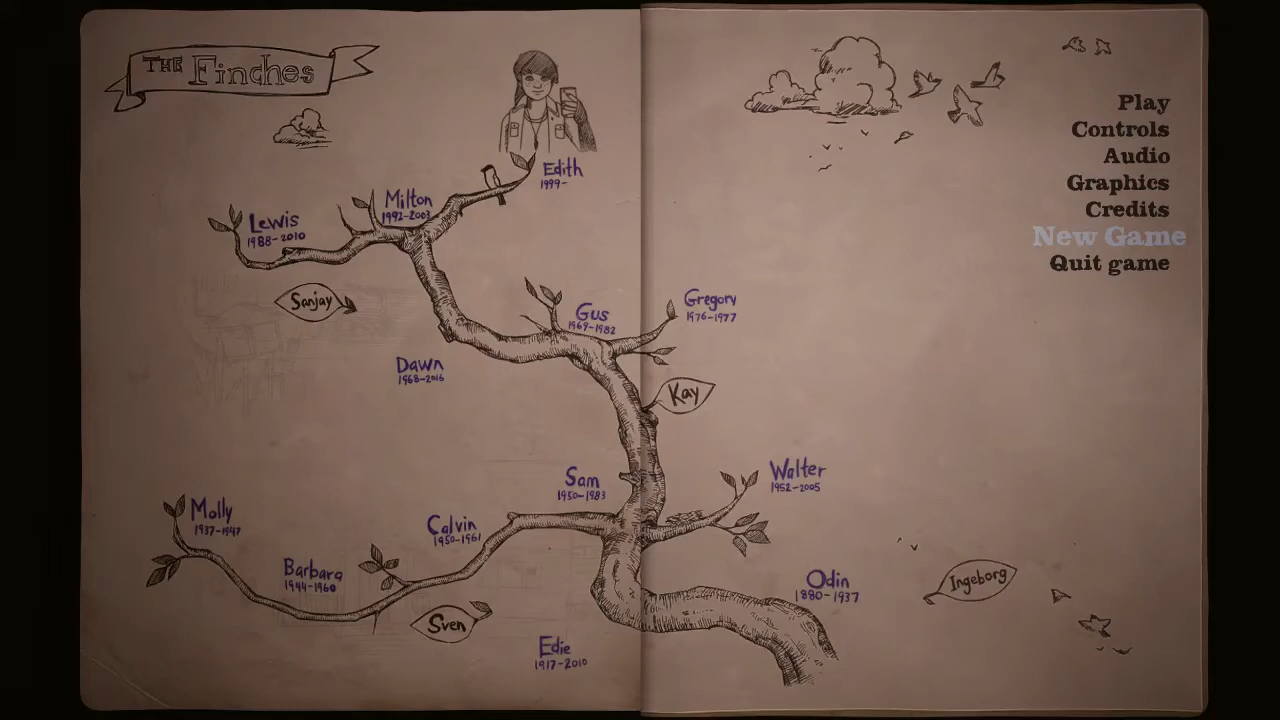 THE Finches
Edith
1999-
Milton
1992-2003
Lewis
1988-2010
Sanjay
Gus
1969-1982
Gregory
1976-1977
Dawn
1968-2016
Kay
Sam
1950-1983
Walter
1952-2005
Molly
1937-1947
Calvin
1950-1961
Barbara
1944-1960
Sven
Edie
1917-2010
Odin
1880-1937
Ingeborg
Play
Controls
Audio
Graphics
Credits
New Game
Quit game